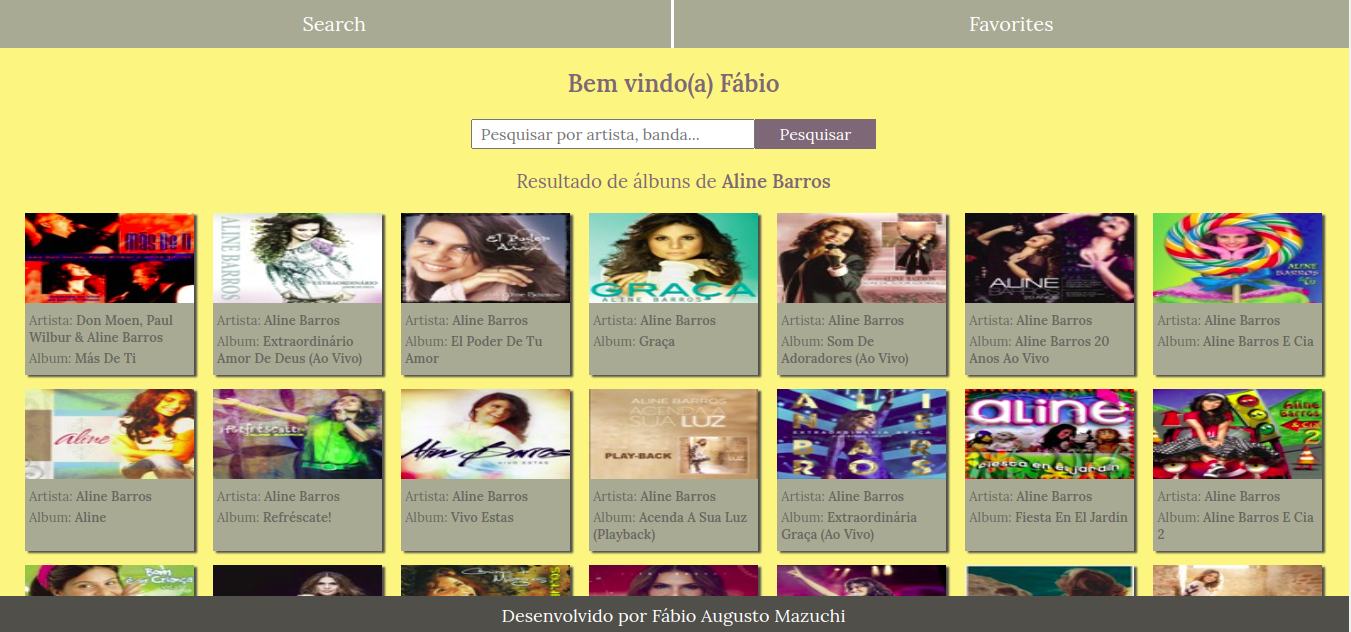 Search
Favorites
Bem vindo(a) Fábio
Pesquisar por artista, banda...
Pesquisar
Resultado de álbuns de Aline Barros
ALINE BARROS
EXTRAORDINÁRIO
El Poder
GRAÇA
ALINE BARROS
ALINE
ALINE
BARROS
Artista: Don Moen, Paul
Wilbur & Aline Barros
Album: Más De Ti
Artista: Aline Barros
Album: Extraordinário
Amor De Deus (Ao Vivo)
Artista: Aline Barros
Album: El Poder De Tu
Amor
Artista: Aline Barros
Album: Graça
Artista: Aline Barros
Album: Som De
Adoradores (Ao Vivo)
Artista: Aline Barros
Album: Aline Barros 20
Anos Ao Vivo
Artista: Aline Barros
Album: Aline Barros E Cia
aline
Refréscate!
Aline Barros
VIVO ESTAS
ALINE BARROS
ACENDA A
SUA LUZ
PLAY-BACK
ALINE
BARROS
EXTRAORDINÁRIA GRAÇA
aline
fiesta en el jardín
Aline
Barros
& Cia
2
Artista: Aline Barros
Album: Aline
Artista: Aline Barros
Album: Refréscate!
Artista: Aline Barros
Album: Vivo Estas
Artista: Aline Barros
Album: Acenda A Sua Luz
(Playback)
Artista: Aline Barros
Album: Extraordinária
Graça (Ao Vivo)
Artista: Aline Barros
Album: Fiesta En El Jardín
Artista: Aline Barros
Album: Aline Barros E Cia
2
Bom
é ser Criança
Desenvolvido por Fábio Augusto Mazuchi